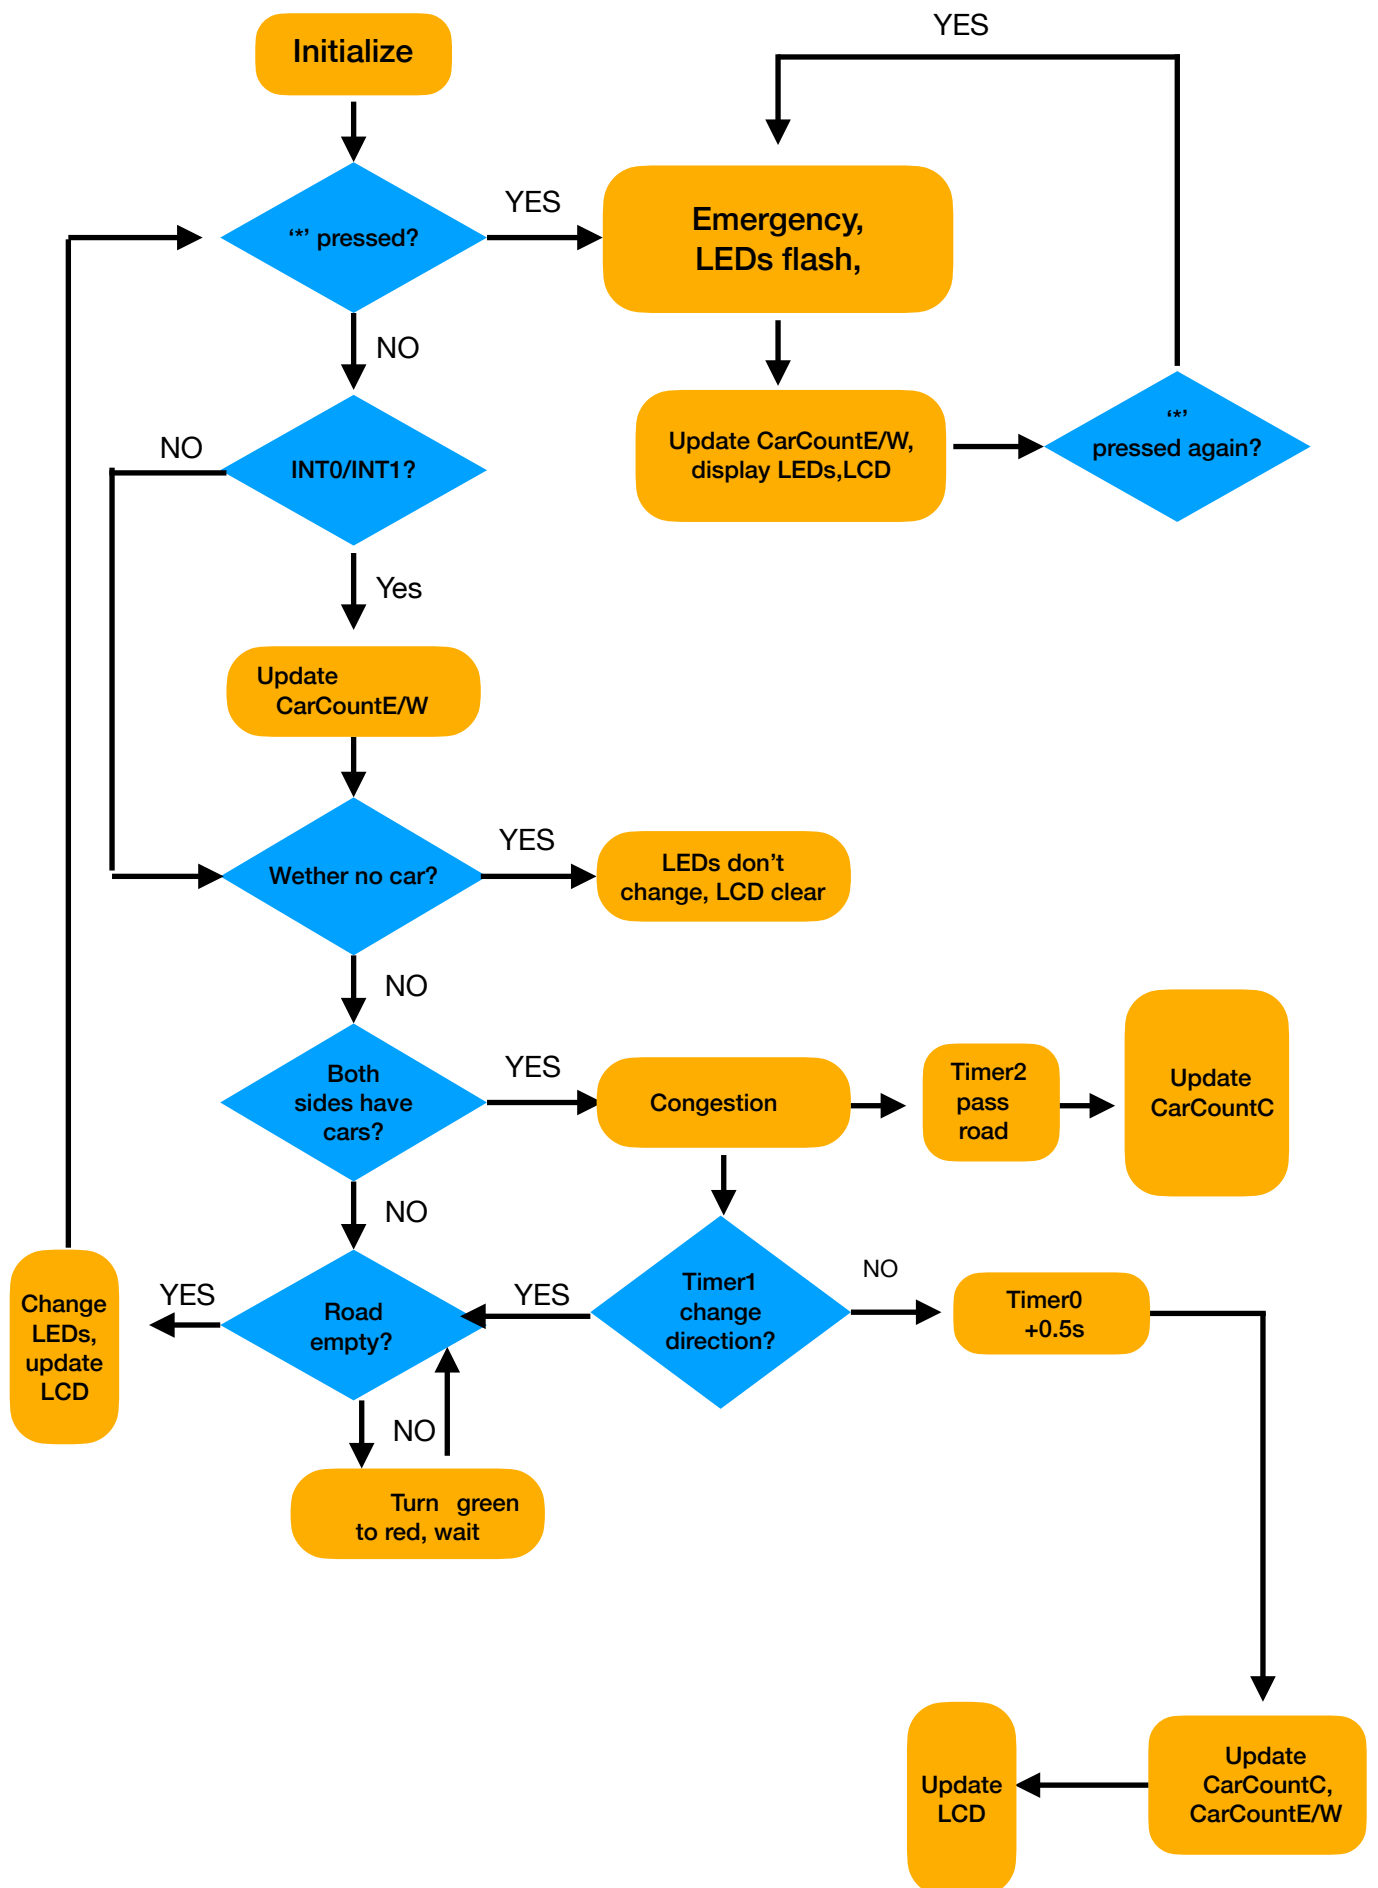 YES
Initialize
‘*’ pressed?
YES
Emergency,
LEDs flash,
NO
Update CarCountE/W,
display LEDs,LCD
‘*’
pressed again?
NO
INT0/INT1?
Yes
Update
CarCountE/W
Wether no car?
YES
LEDs don’t
change, LCD clear
NO
Both
sides have
cars?
YES
Congestion
Timer2
pass
road
Update
CarCountC
NO
Change
LEDs,
update
LCD
YES
Road
empty?
YES
Timer1
change
direction?
NO
Timer0
+0.5s
NO
Turn green
to red, wait
Update
LCD
Update
CarCountC,
CarCountE/W